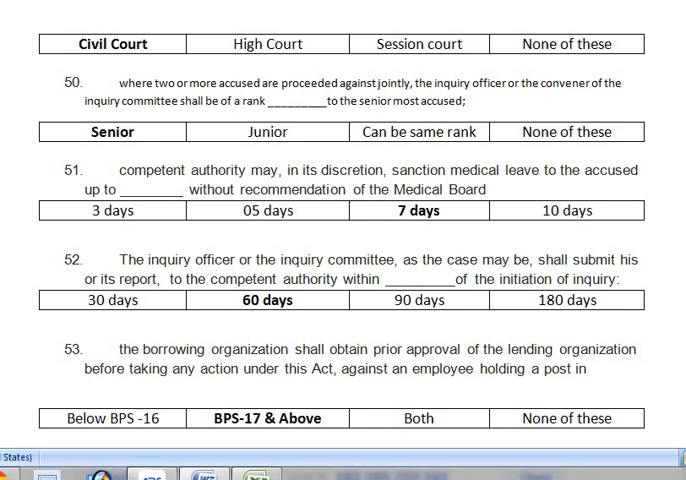 Civil Court High Court Session court None of these
50. where two or more accused are proceeded against jointly, the inquiry officer or the convener of the
inquiry committee shall be of a rank _________to the senior most accused;
Senior Junior Can be same rank None of these
51. competent authority may, in its discretion, sanction medical leave to the accused
up to ________ without recommendation of the Medical Board
3 days 05 days 7 days 10 days
52. The inquiry officer or the inquiry committee, as the case may be, shall submit his
or its report, to the competent authority within _________of the initiation of inquiry:
30 days 60 days 90 days 180 days
53. the borrowing organization shall obtain prior approval of the lending organization
before taking any action under this Act, against an employee holding a post in
Below BPS -16 BPS-17 & Above Both None of these
States)